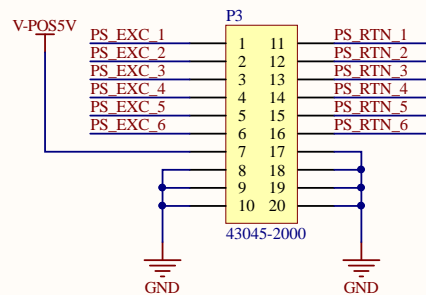 P3
V-POS5V
PS_EXC_1 1 11 PS_RTN_1
PS_EXC_2 2 12 PS_RTN_2
PS_EXC_3 3 13 PS_RTN_3
PS_EXC_4 4 14 PS_RTN_4
PS_EXC_5 5 15 PS_RTN_5
PS_EXC_6 6 16 PS_RTN_6
7 17
8 18
9 19
10 20
43045-2000
GND GND